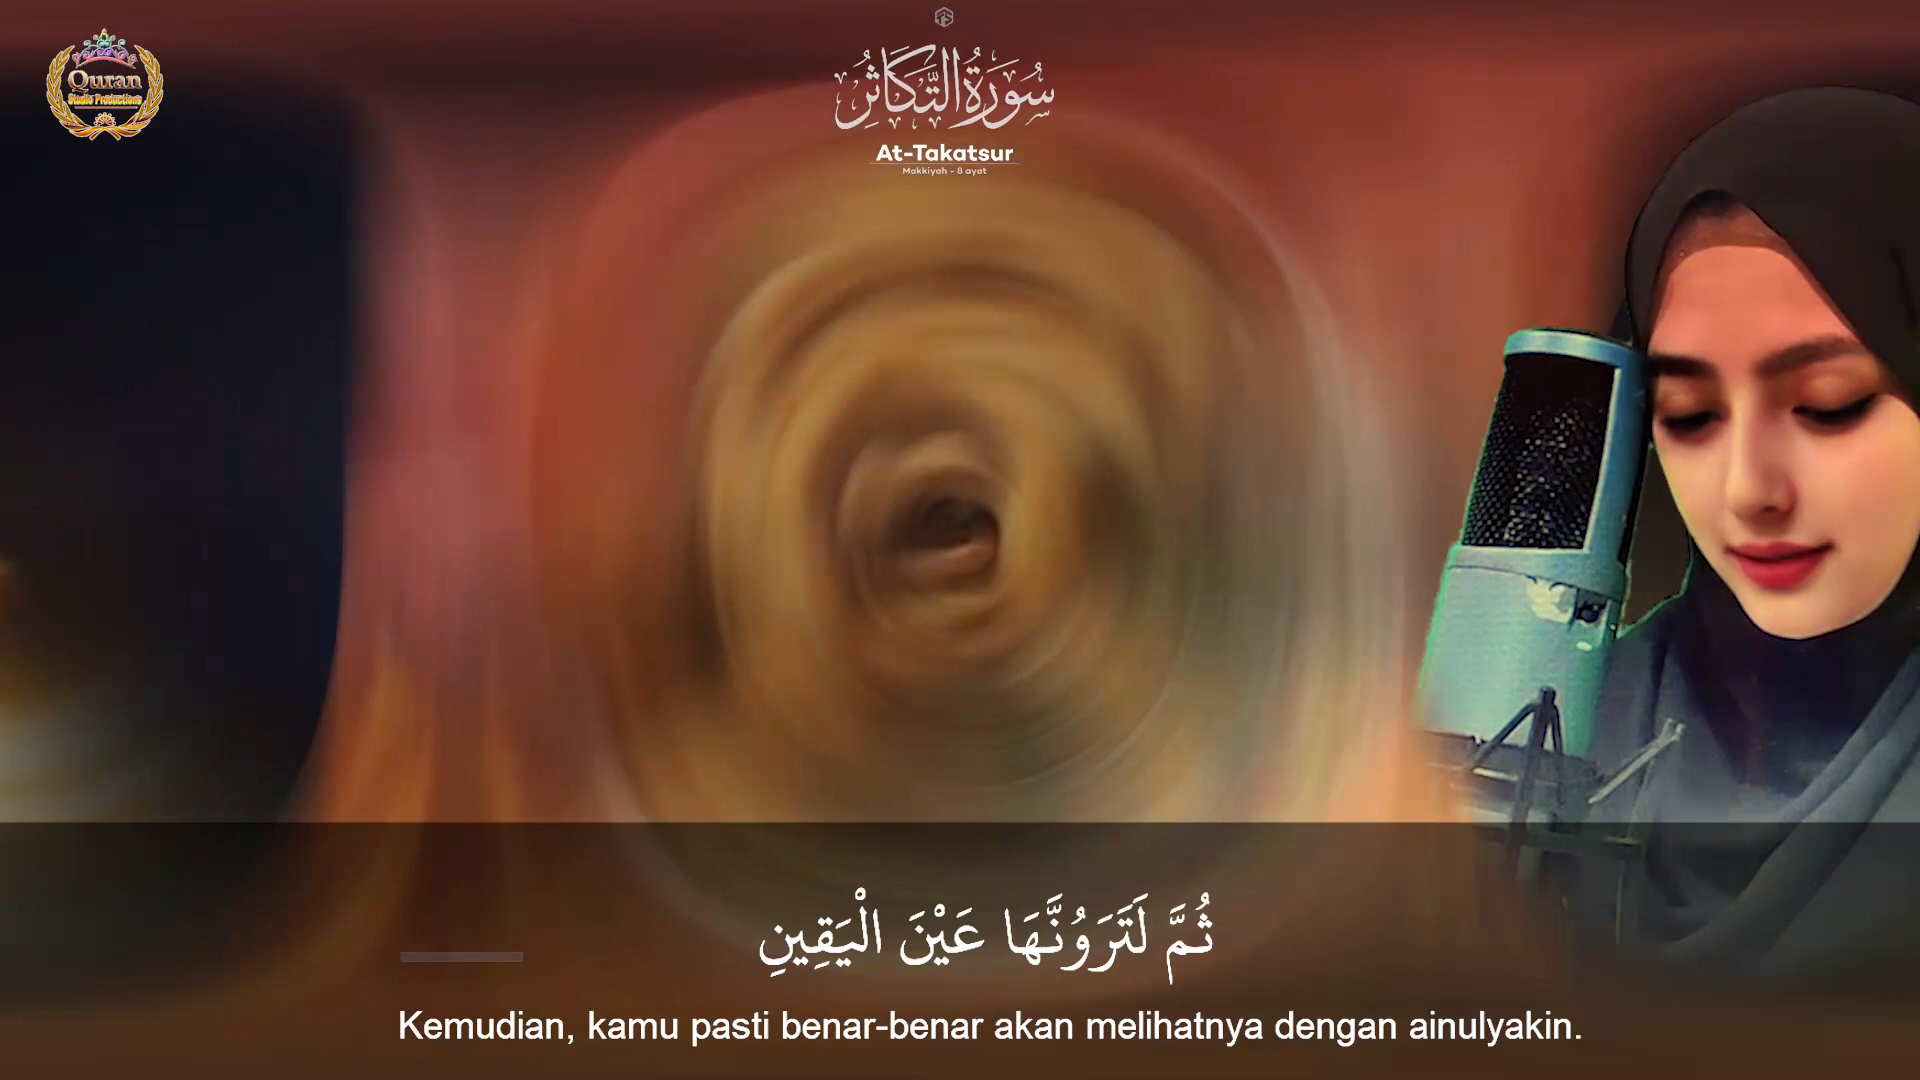 Quran
Studio Productions
سُورَةُ التَّكَاثُرِ
At-Takatsur
Makkiyah - 8 ayat
ثُمَّ لَتَرَوُنَّهَا عَيْنَ الْيَقِينِ
Kemudian, kamu pasti benar-benar akan melihatnya dengan ainulyakin.